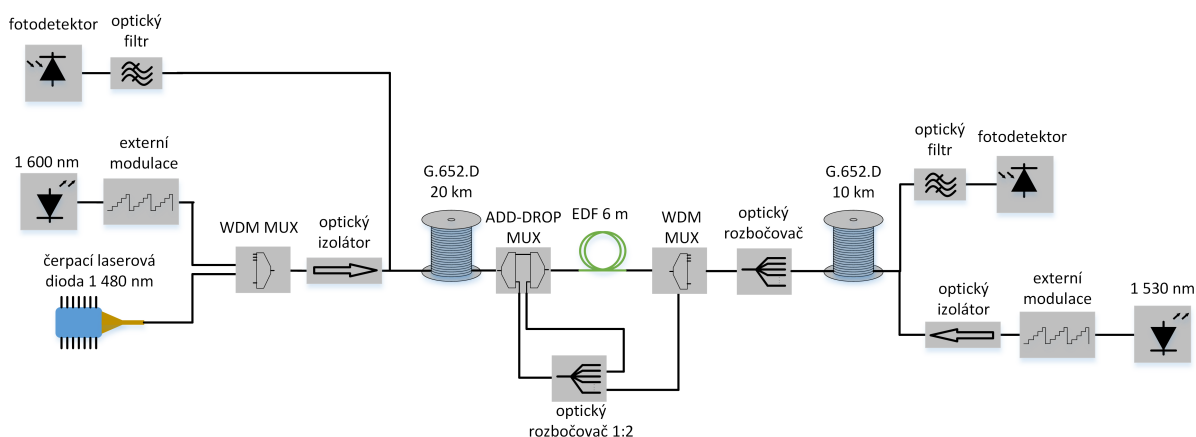 fotodetektor
optický
filtr
1 600 nm
externí
modulace
čerpací laserová
dioda 1 480 nm
WDM MUX
optický
izolátor
G.652.D
20 km
ADD-DROP
MUX
EDF 6 m
WDM
MUX
optický
rozbočovač
optický
rozbočovač 1:2
G.652.D
10 km
optický
filtr
fotodetektor
optický
izolátor
externí
modulace
1 530 nm